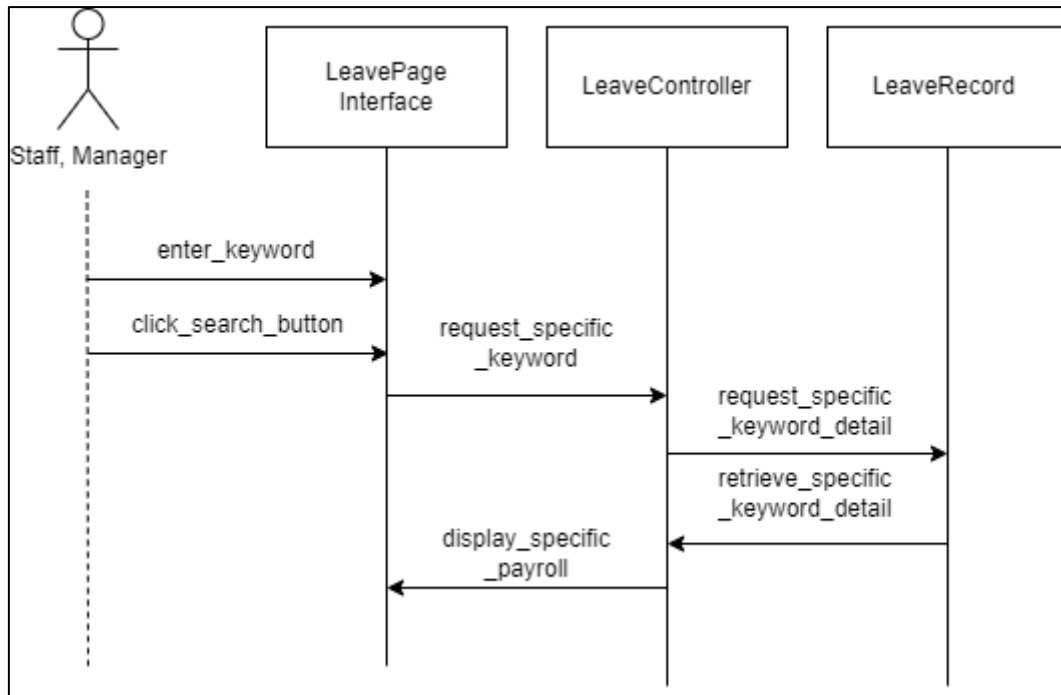 LeavePage
Interface
LeaveController
LeaveRecord
Staff, Manager
enter_keyword
click_search_button
request_specific
_keyword
request_specific
_keyword_detail
retrieve_specific
_keyword_detail
display_specific
_payroll